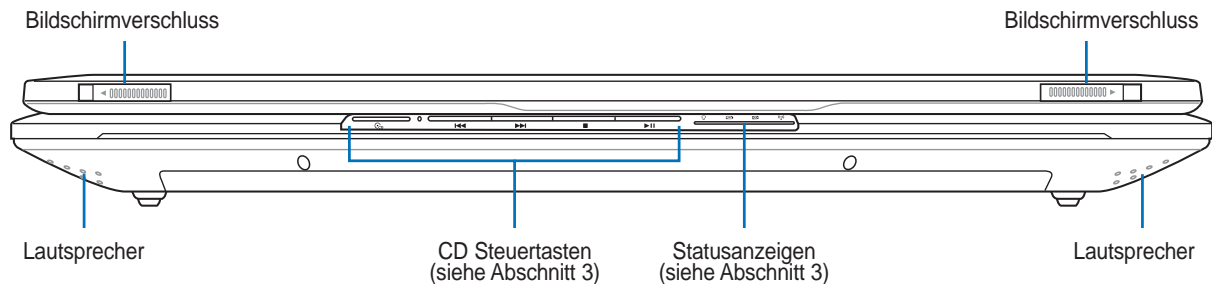 Bildschirmverschluss Bildschirmverschluss
Lautsprecher CD Steuertasten Statusanzeigen Lautsprecher
(siehe Abschnitt 3) (siehe Abschnitt 3)